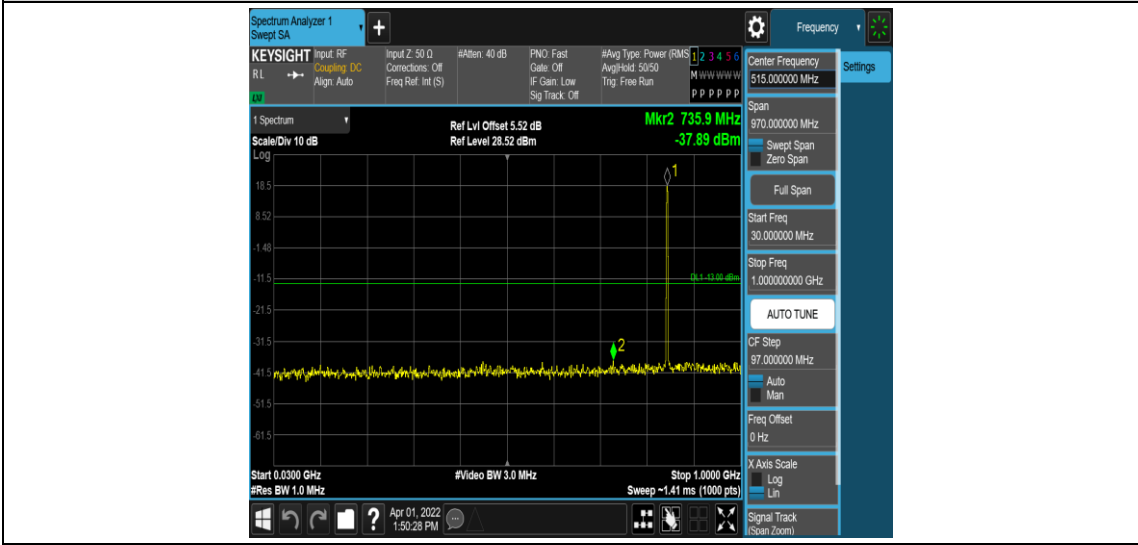 Spectrum Analyzer 1
Swept SA
Frequency
KEYSIGHT
RL
LXI
Input: RF
Coupling: DC
Align: Auto
Input Z: 50 Ω
Corrections: Off
Freq Ref: Int (S)
#Atten: 40 dB
PNO: Fast
Gate: Off
IF Gain: Low
Sig Track: Off
#Avg Type: Power (RMS
Avg|Hold: 50/50
Trig: Free Run
1 2 3 4 5 6
M W W W W W
P P P P P P
1 Spectrum
Scale/Div 10 dB
Log
Ref Lvl Offset 5.52 dB
Ref Level 28.52 dBm
Mkr2 735.9 MHz
-37.89 dBm
1
18.5
8.52
-1.48
-11.5
DL1 -13.00 dBm
-21.5
-31.5
2
-41.5
-51.5
-61.5
Start 0.0300 GHz
#Res BW 1.0 MHz
#Video BW 3.0 MHz
Stop 1.0000 GHz
Sweep ~1.41 ms (1000 pts)
Apr 01, 2022
1:50:28 PM
Center Frequency
515.000000 MHz
Settings
Span
970.000000 MHz
Swept Span
Zero Span
Full Span
Start Freq
30.000000 MHz
Stop Freq
1.000000000 GHz
AUTO TUNE
CF Step
97.000000 MHz
Auto
Man
Freq Offset
0 Hz
X Axis Scale
Log
Lin
Signal Track
(Span Zoom)